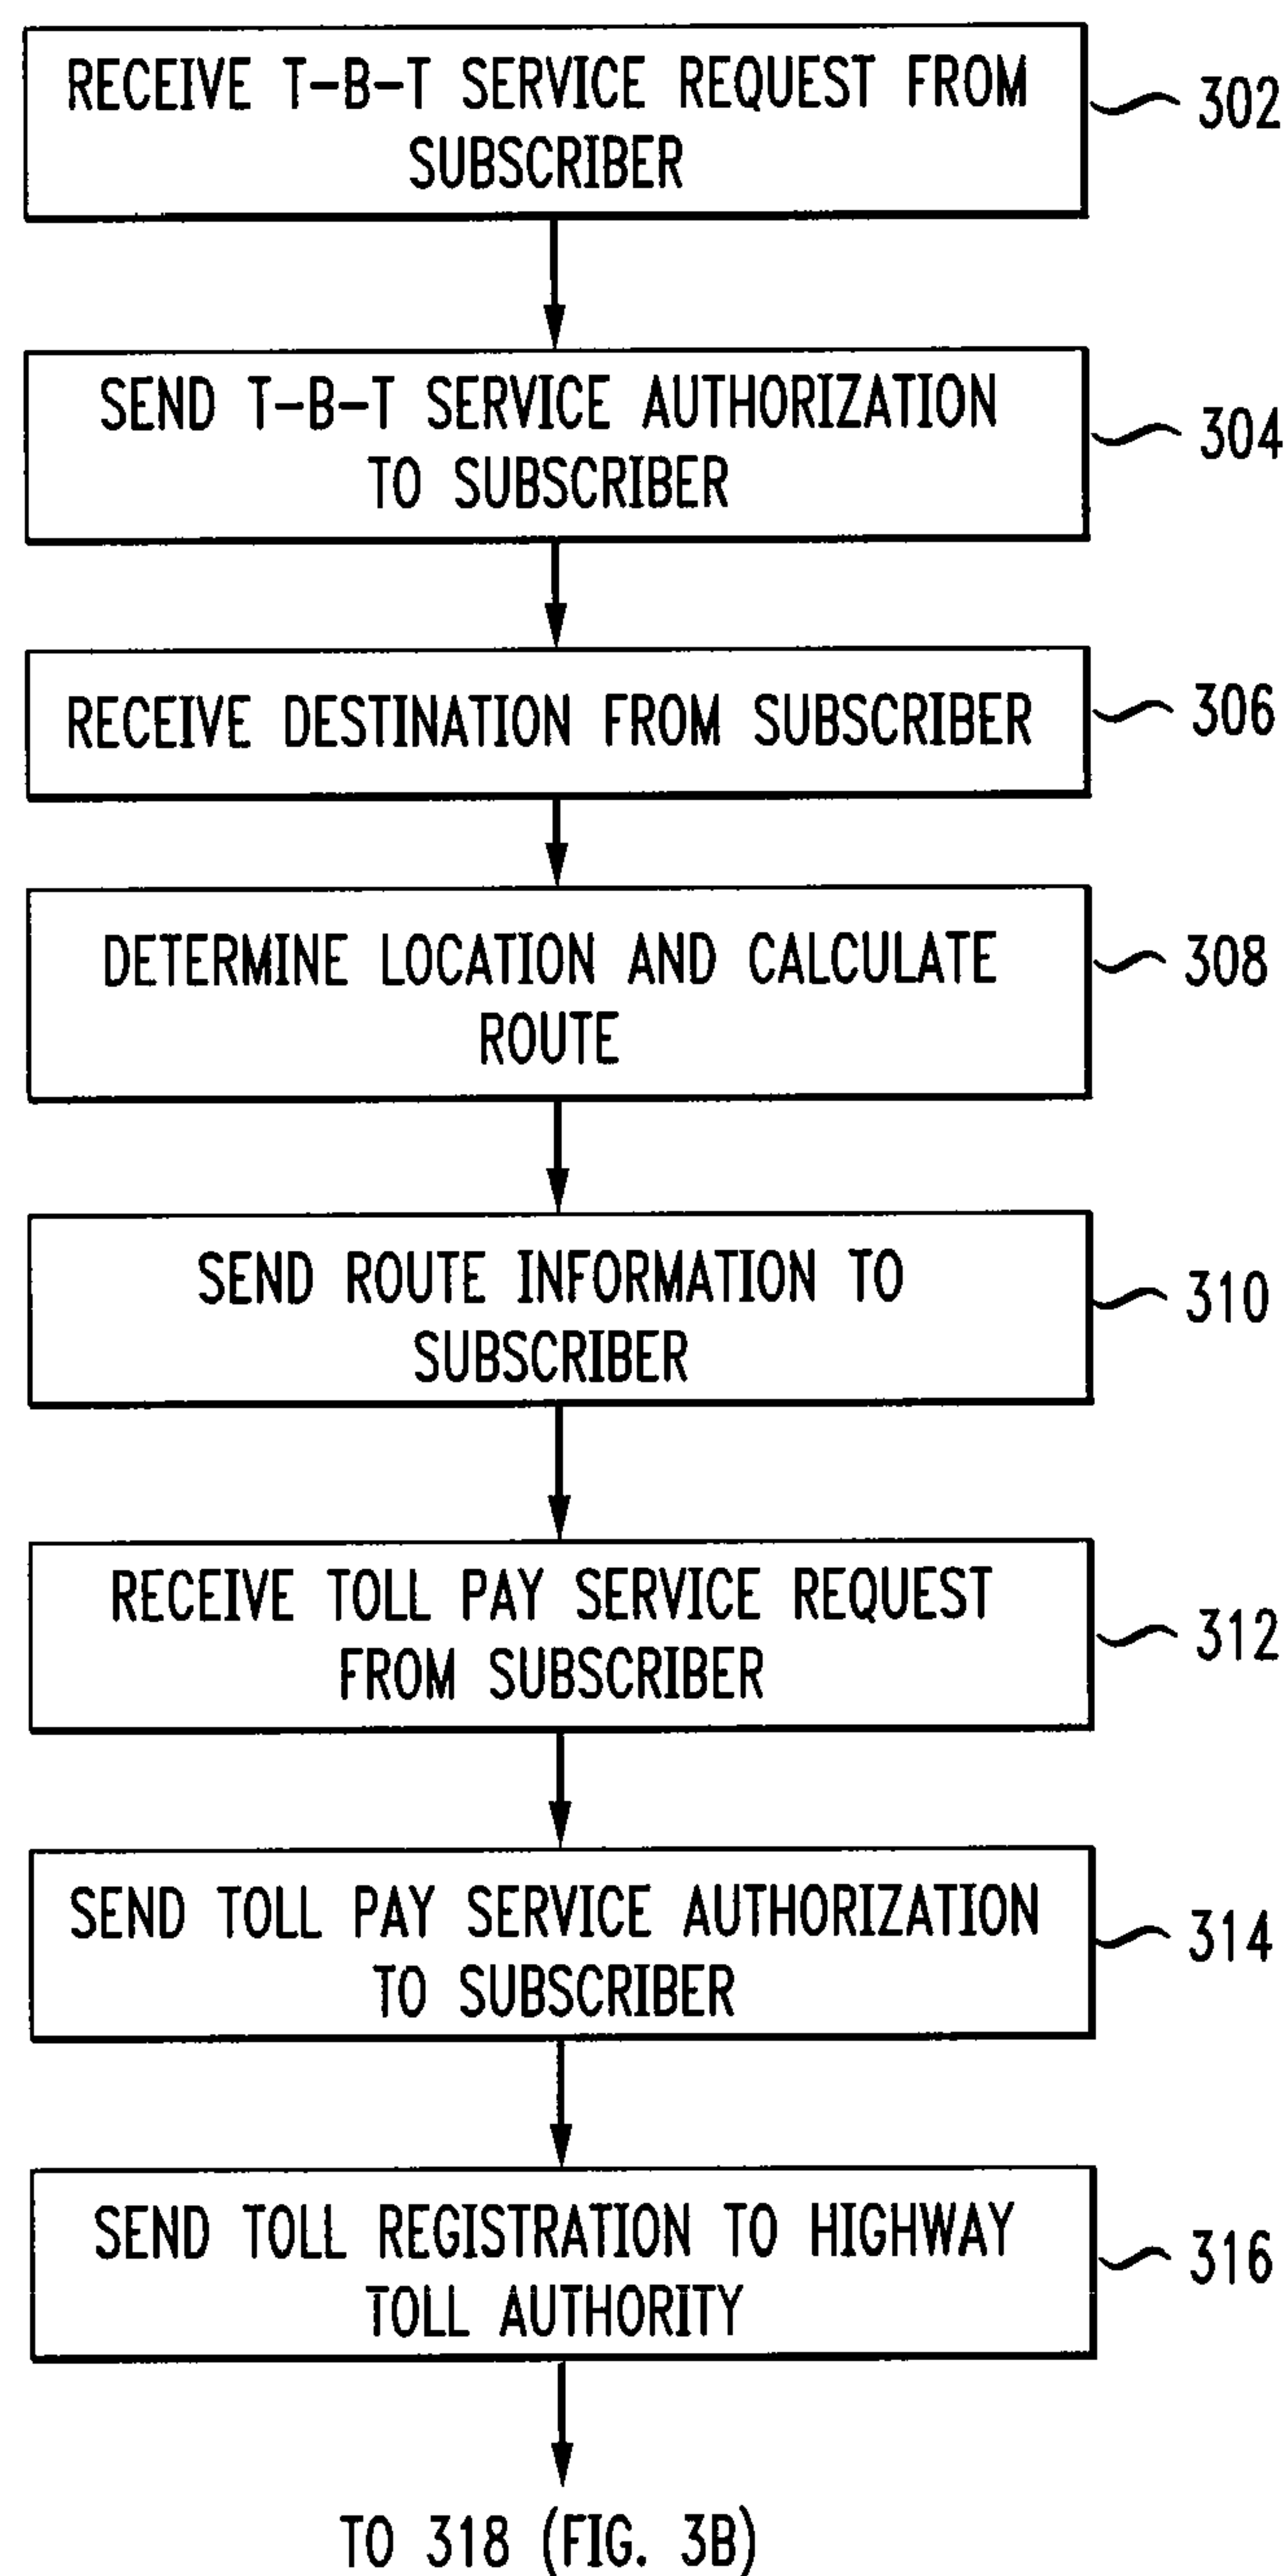 RECEIVE T-B-T SERVICE REQUEST FROM
SUBSCRIBER
302
SEND T-B-T SERVICE AUTHORIZATION
TO SUBSCRIBER
304
RECEIVE DESTINATION FROM SUBSCRIBER
306
DETERMINE LOCATION AND CALCULATE
ROUTE
308
SEND ROUTE INFORMATION TO
SUBSCRIBER
310
RECEIVE TOLL PAY SERVICE REQUEST
FROM SUBSCRIBER
312
SEND TOLL PAY SERVICE AUTHORIZATION
TO SUBSCRIBER
314
SEND TOLL REGISTRATION TO HIGHWAY
TOLL AUTHORITY
316
TO 318 (FIG. 3B)